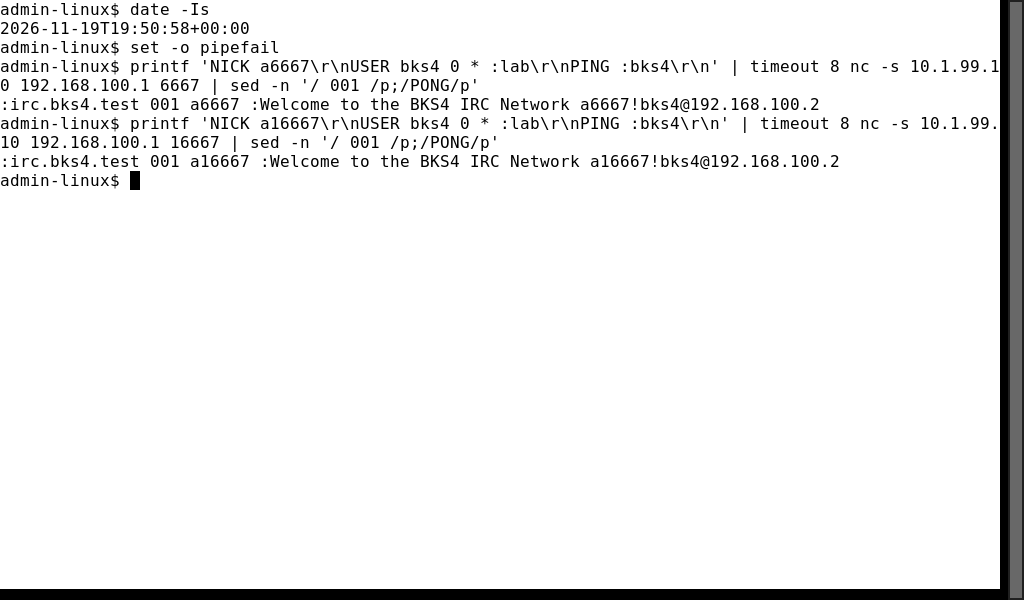 admin-linux$ date -Is
2026-11-19T19:50:58+00:00
admin-linux$ set -o pipefail
admin-linux$ printf 'NICK a6667\r\nUSER bks4 0 * :lab\r\nPING :bks4\r\n' | timeout 8 nc -s 10.1.99.1
0 192.168.100.1 6667 | sed -n '/ 001 /p;/PONG/p'
:irc.bks4.test 001 a6667 :Welcome to the BKS4 IRC Network a6667!bks4@192.168.100.2
admin-linux$ printf 'NICK a16667\r\nUSER bks4 0 * :lab\r\nPING :bks4\r\n' | timeout 8 nc -s 10.1.99.
10 192.168.100.1 16667 | sed -n '/ 001 /p;/PONG/p'
:irc.bks4.test 001 a16667 :Welcome to the BKS4 IRC Network a16667!bks4@192.168.100.2
admin-linux$